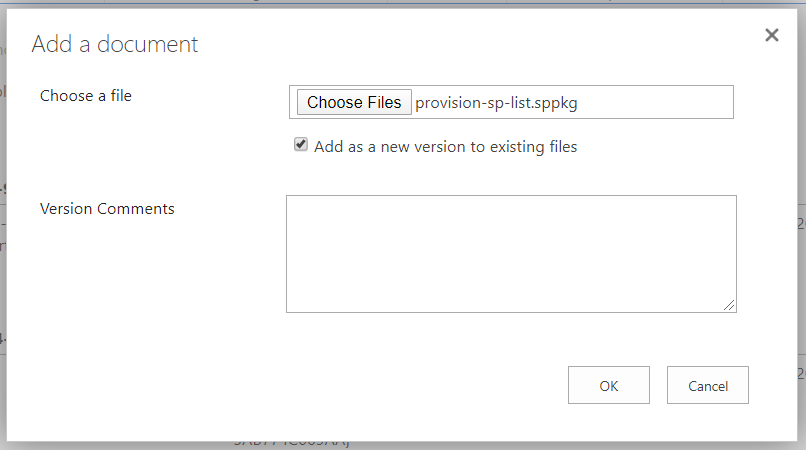 Add a document
Choose a file
Choose Files provision-sp-list.sppkg
Add as a new version to existing files
Version Comments
OK
Cancel